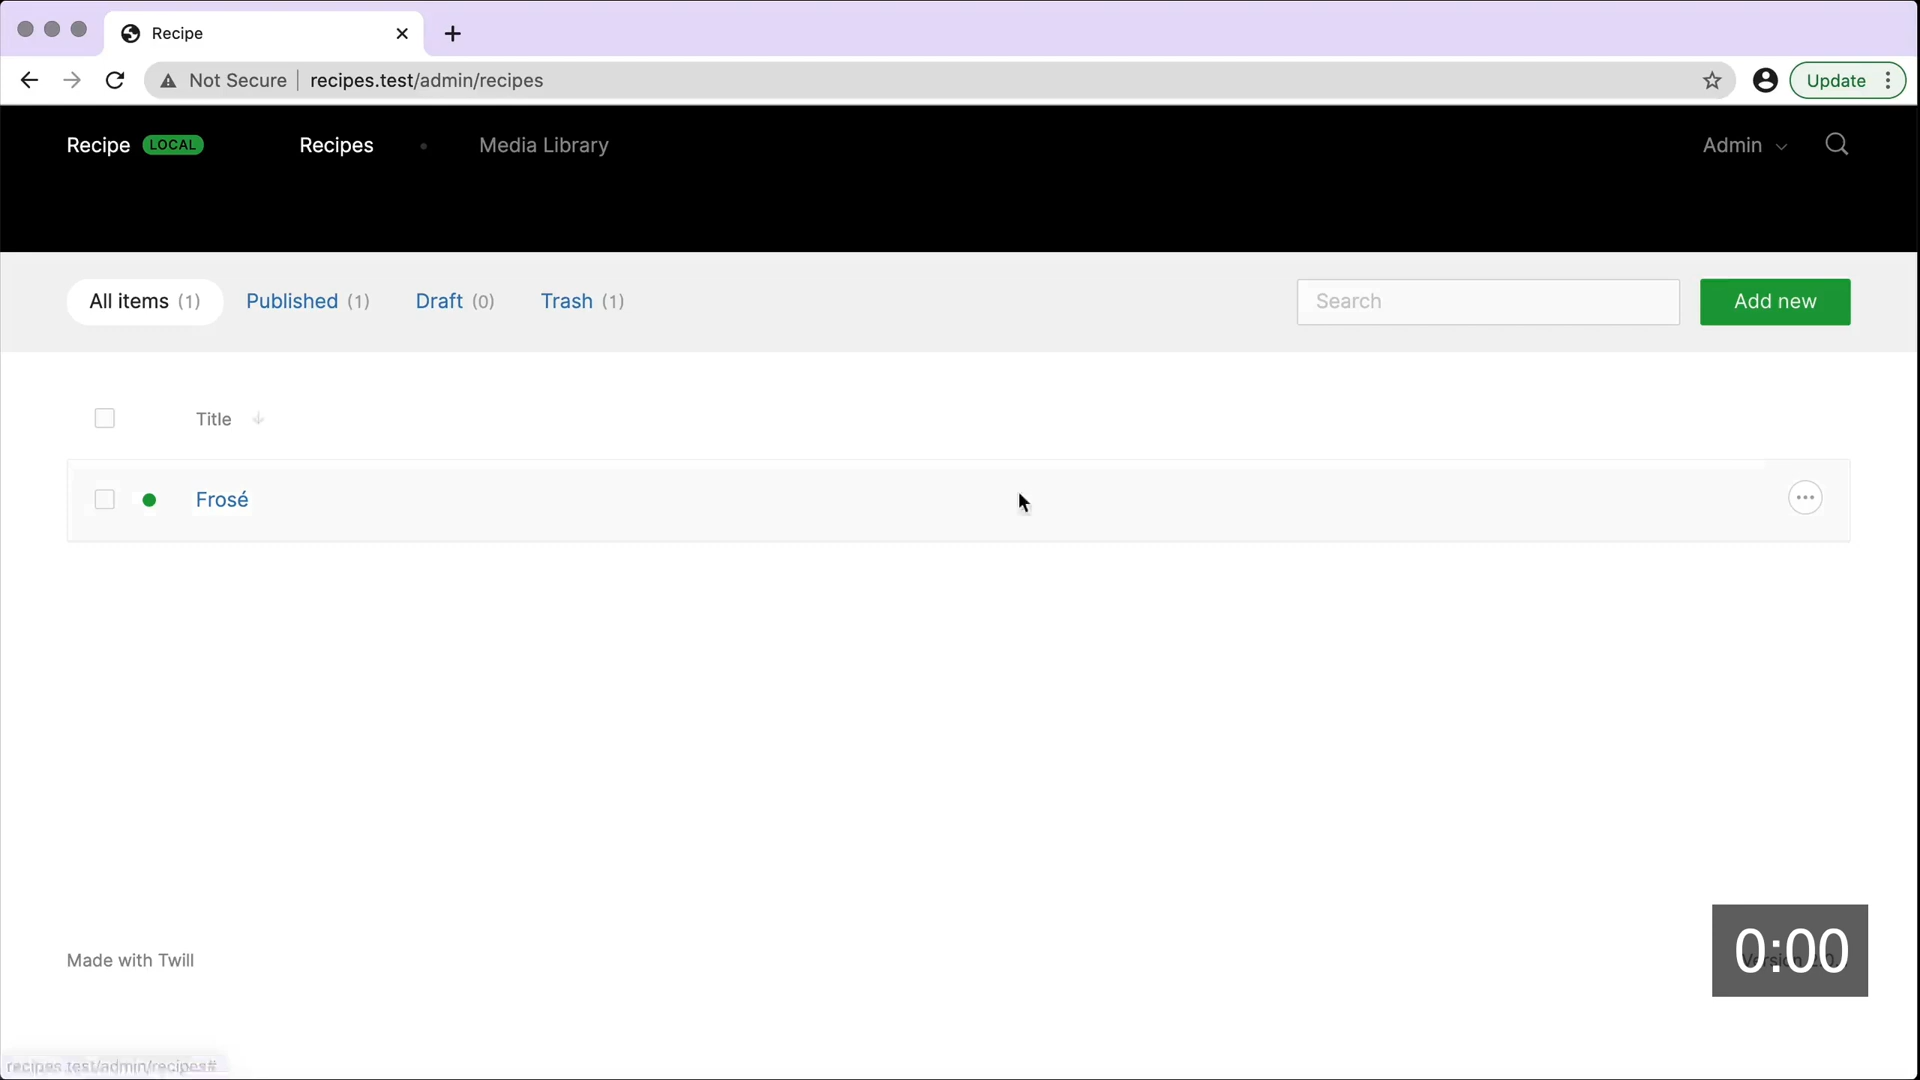 Recipe
Not Secure recipes.test/admin/recipes Update
Recipe LOCAL Recipes Media Library Admin
All items (1) Published (1) Draft (0) Trash (1) Search Add new
Title
Frosé
Made with Twill
0:00
recipes.test/admin/recipes#